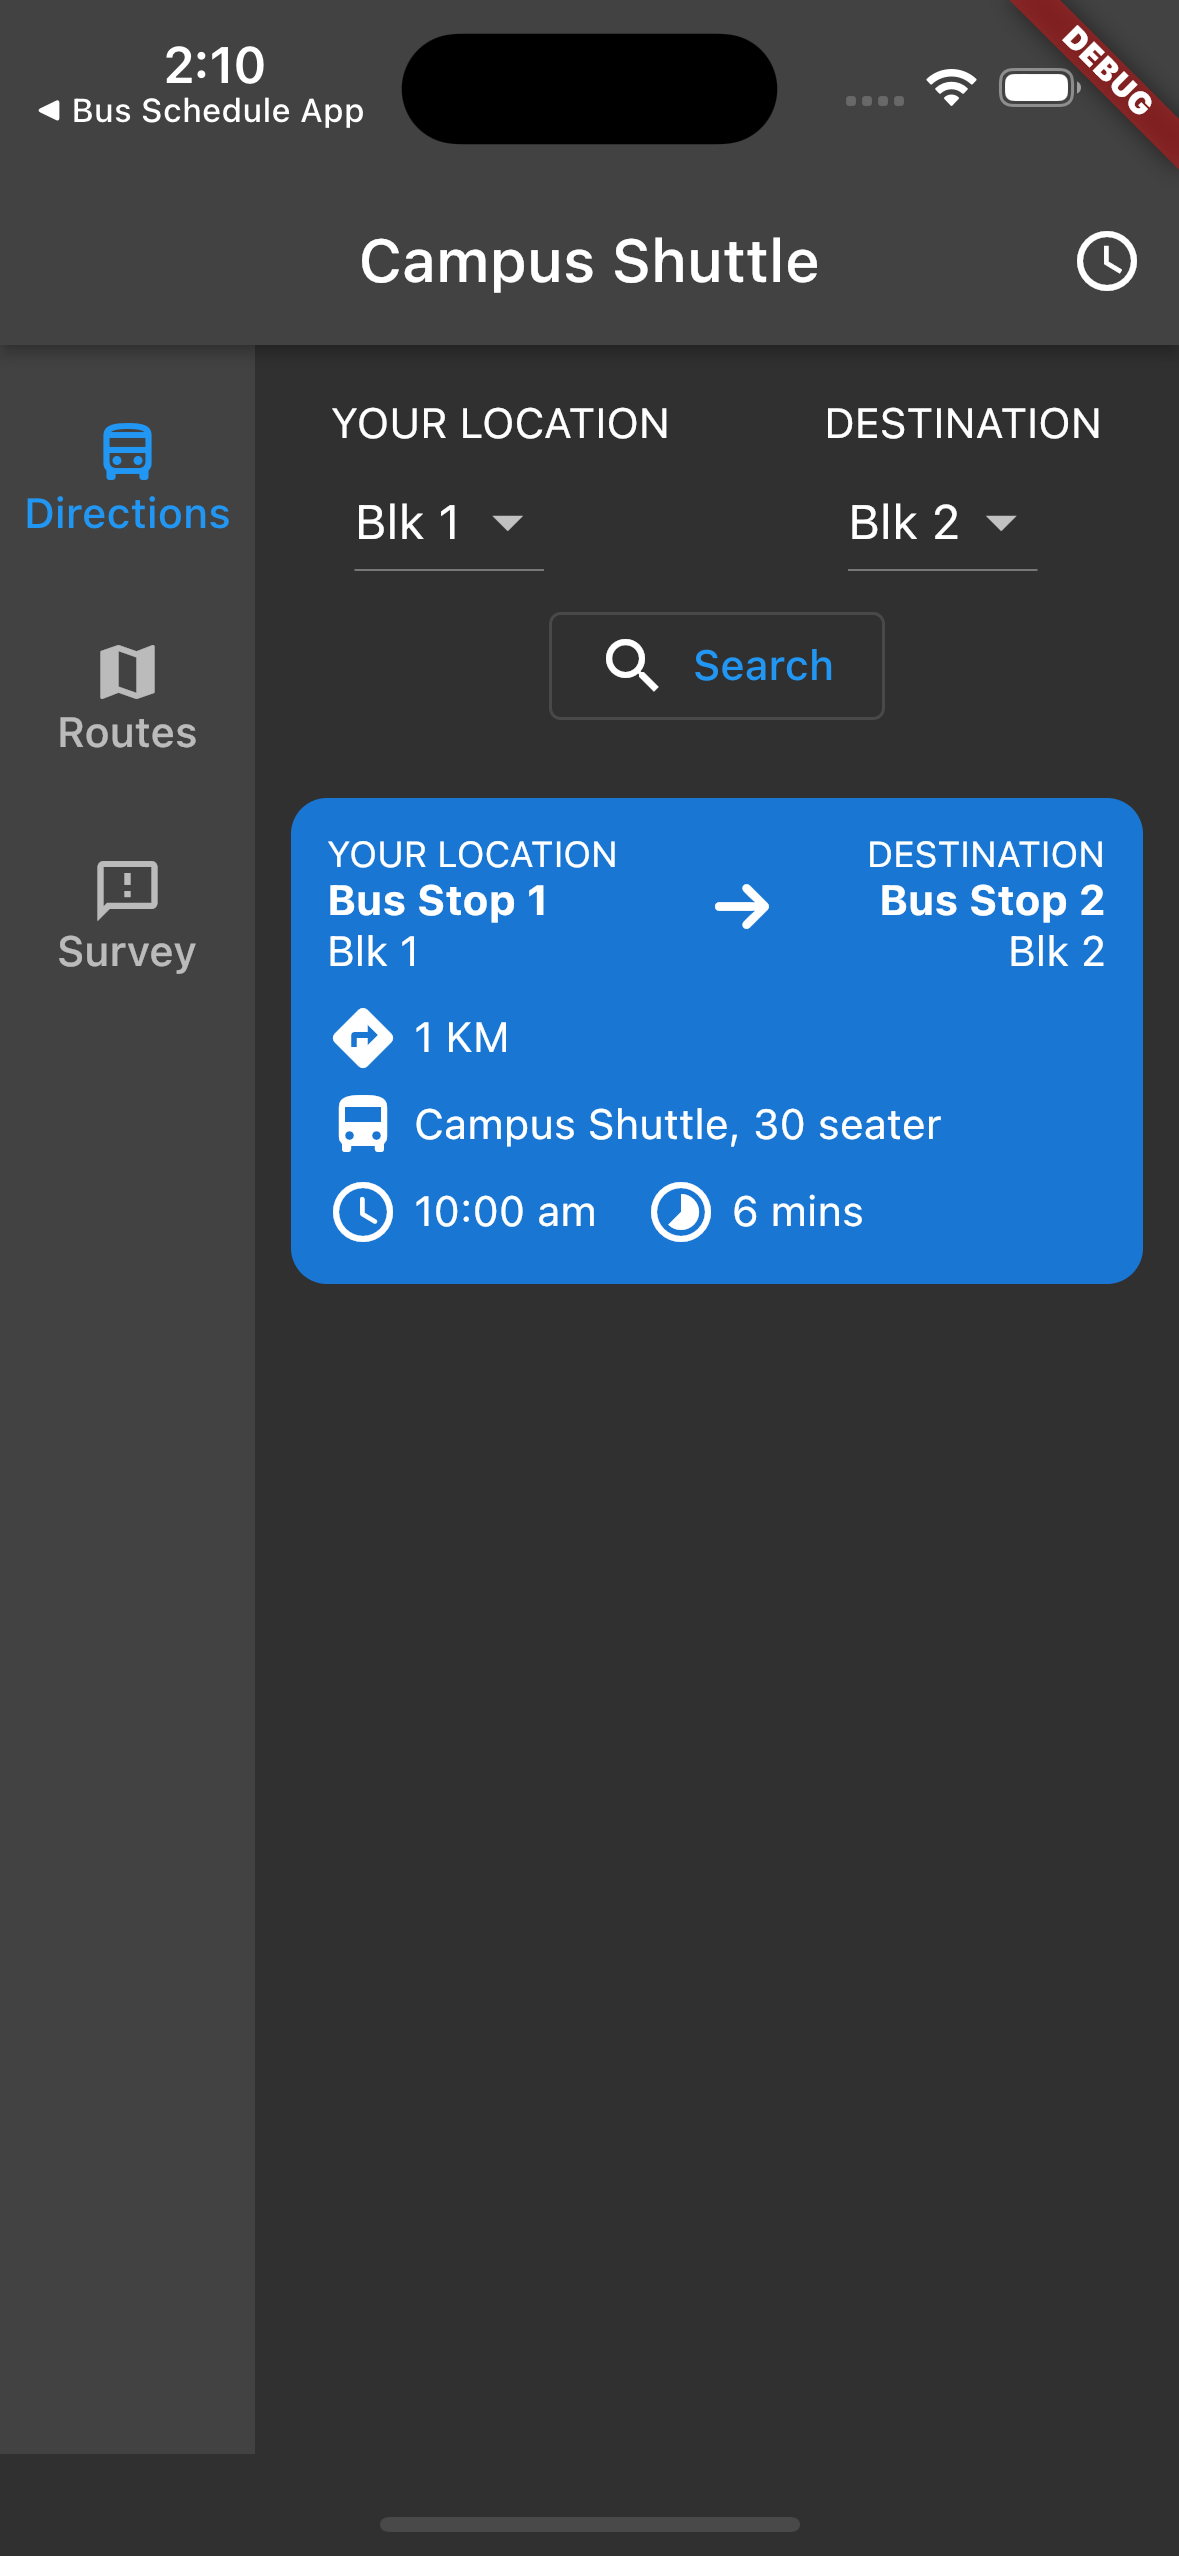 2:10
Bus Schedule App
DEBUG
Campus Shuttle
Directions
Routes
Survey
YOUR LOCATION DESTINATION
Blk 1 Blk 2
Search
YOUR LOCATION DESTINATION
Bus Stop 1 Bus Stop 2
Blk 1 Blk 2
1 KM
Campus Shuttle, 30 seater
10:00 am 6 mins